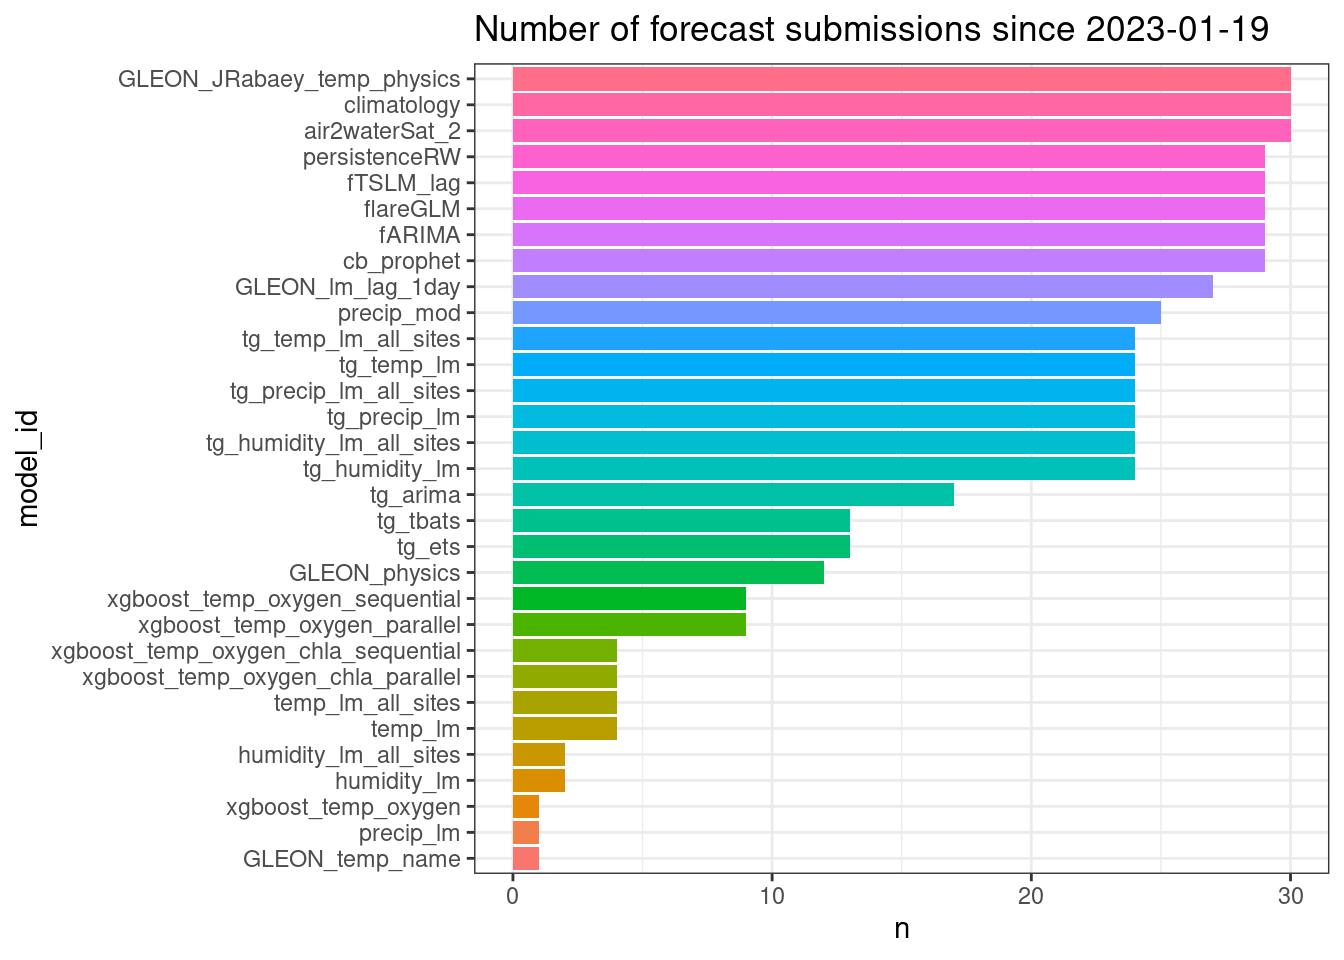 Number of forecast submissions since 2023-01-19
GLEON_JRabaey_temp_physics
climatology
air2waterSat_2
persistenceRW
fTSLM_lag
flareGLM
fARIMA
cb_prophet
GLEON_lm_lag_1day
precip_mod
tg_temp_lm_all_sites
tg_temp_lm
tg_precip_lm_all_sites
tg_precip_lm
tg_humidity_lm_all_sites
tg_humidity_lm
tg_arima
tg_tbats
tg_ets
GLEON_physics
xgboost_temp_oxygen_sequential
xgboost_temp_oxygen_parallel
xgboost_temp_oxygen_chla_sequential
xgboost_temp_oxygen_chla_parallel
temp_lm_all_sites
temp_lm
humidity_lm_all_sites
humidity_lm
xgboost_temp_oxygen
precip_lm
GLEON_temp_name
model_id
0 10 20 30
n